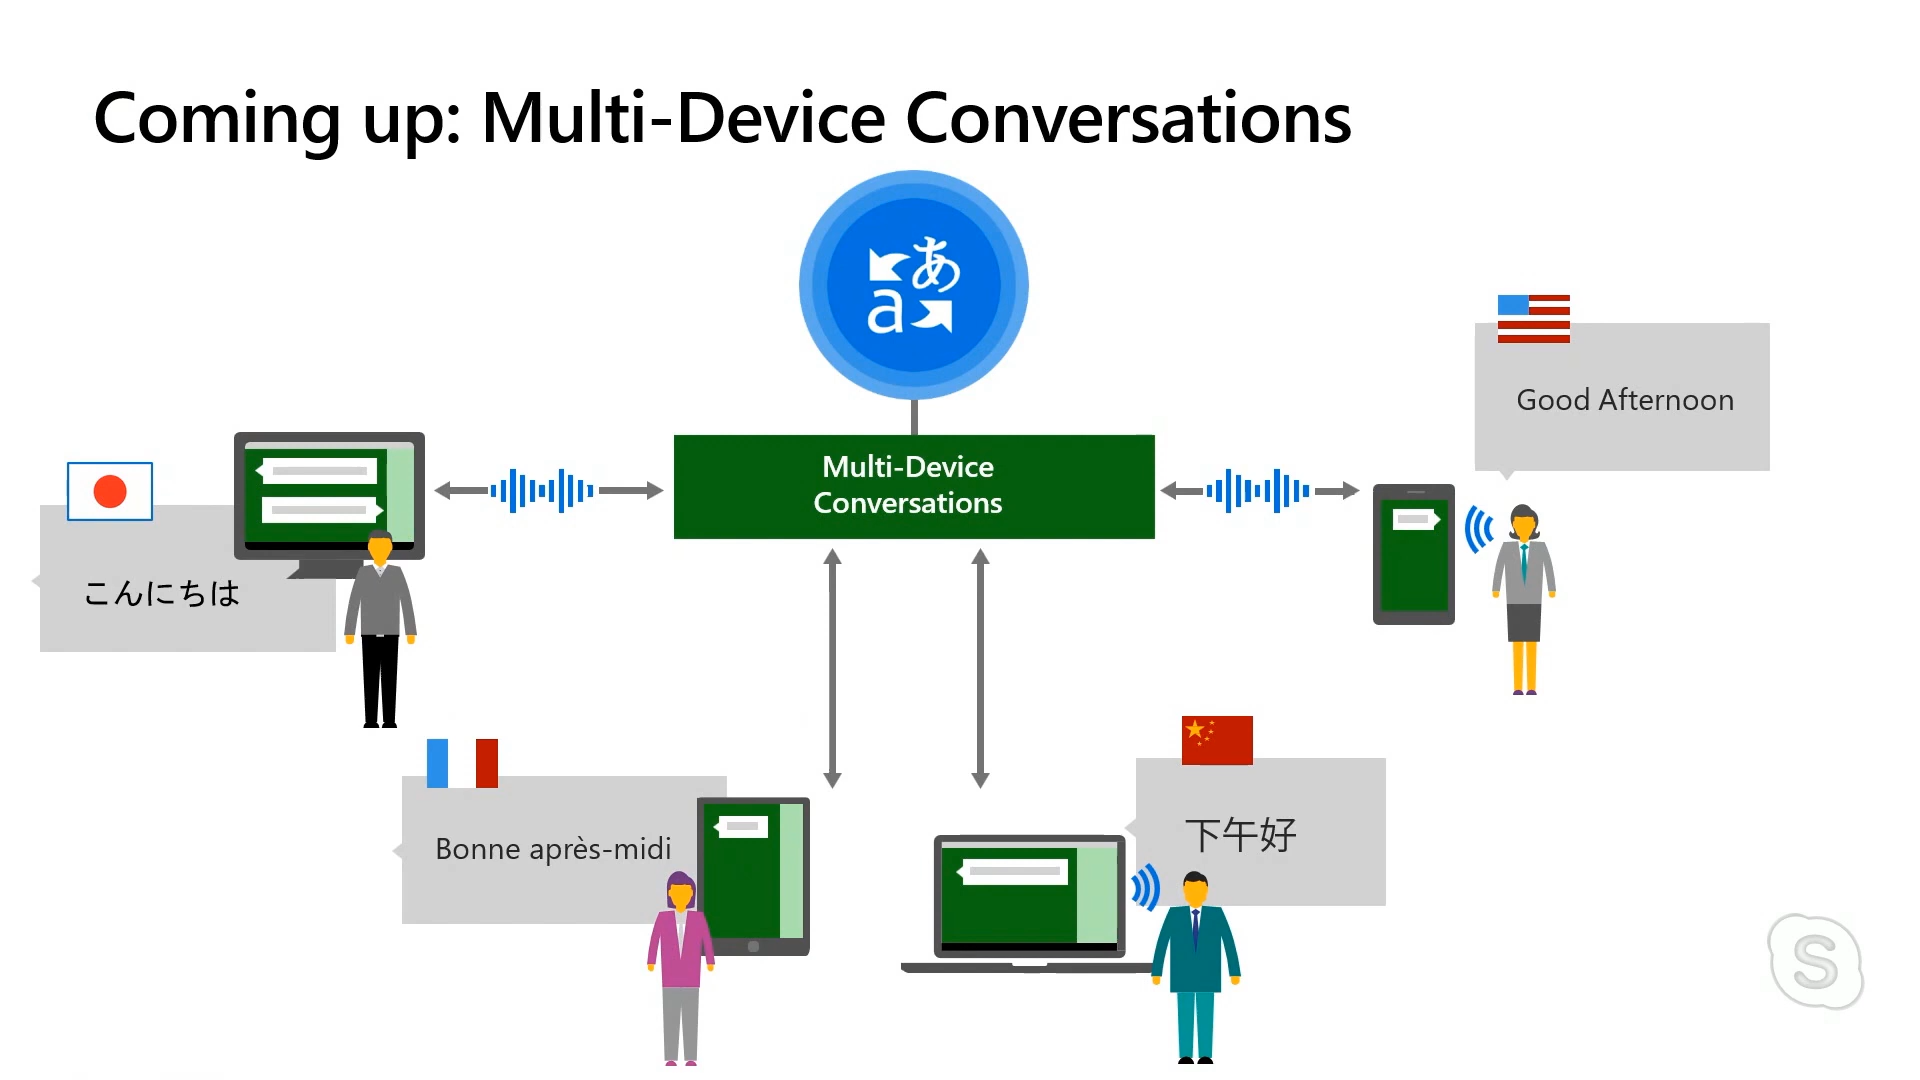 Coming up: Multi-Device Conversations
あ
a
Good Afternoon
Multi-Device
Conversations
こんにちは
Bonne après-midi
下午好
S